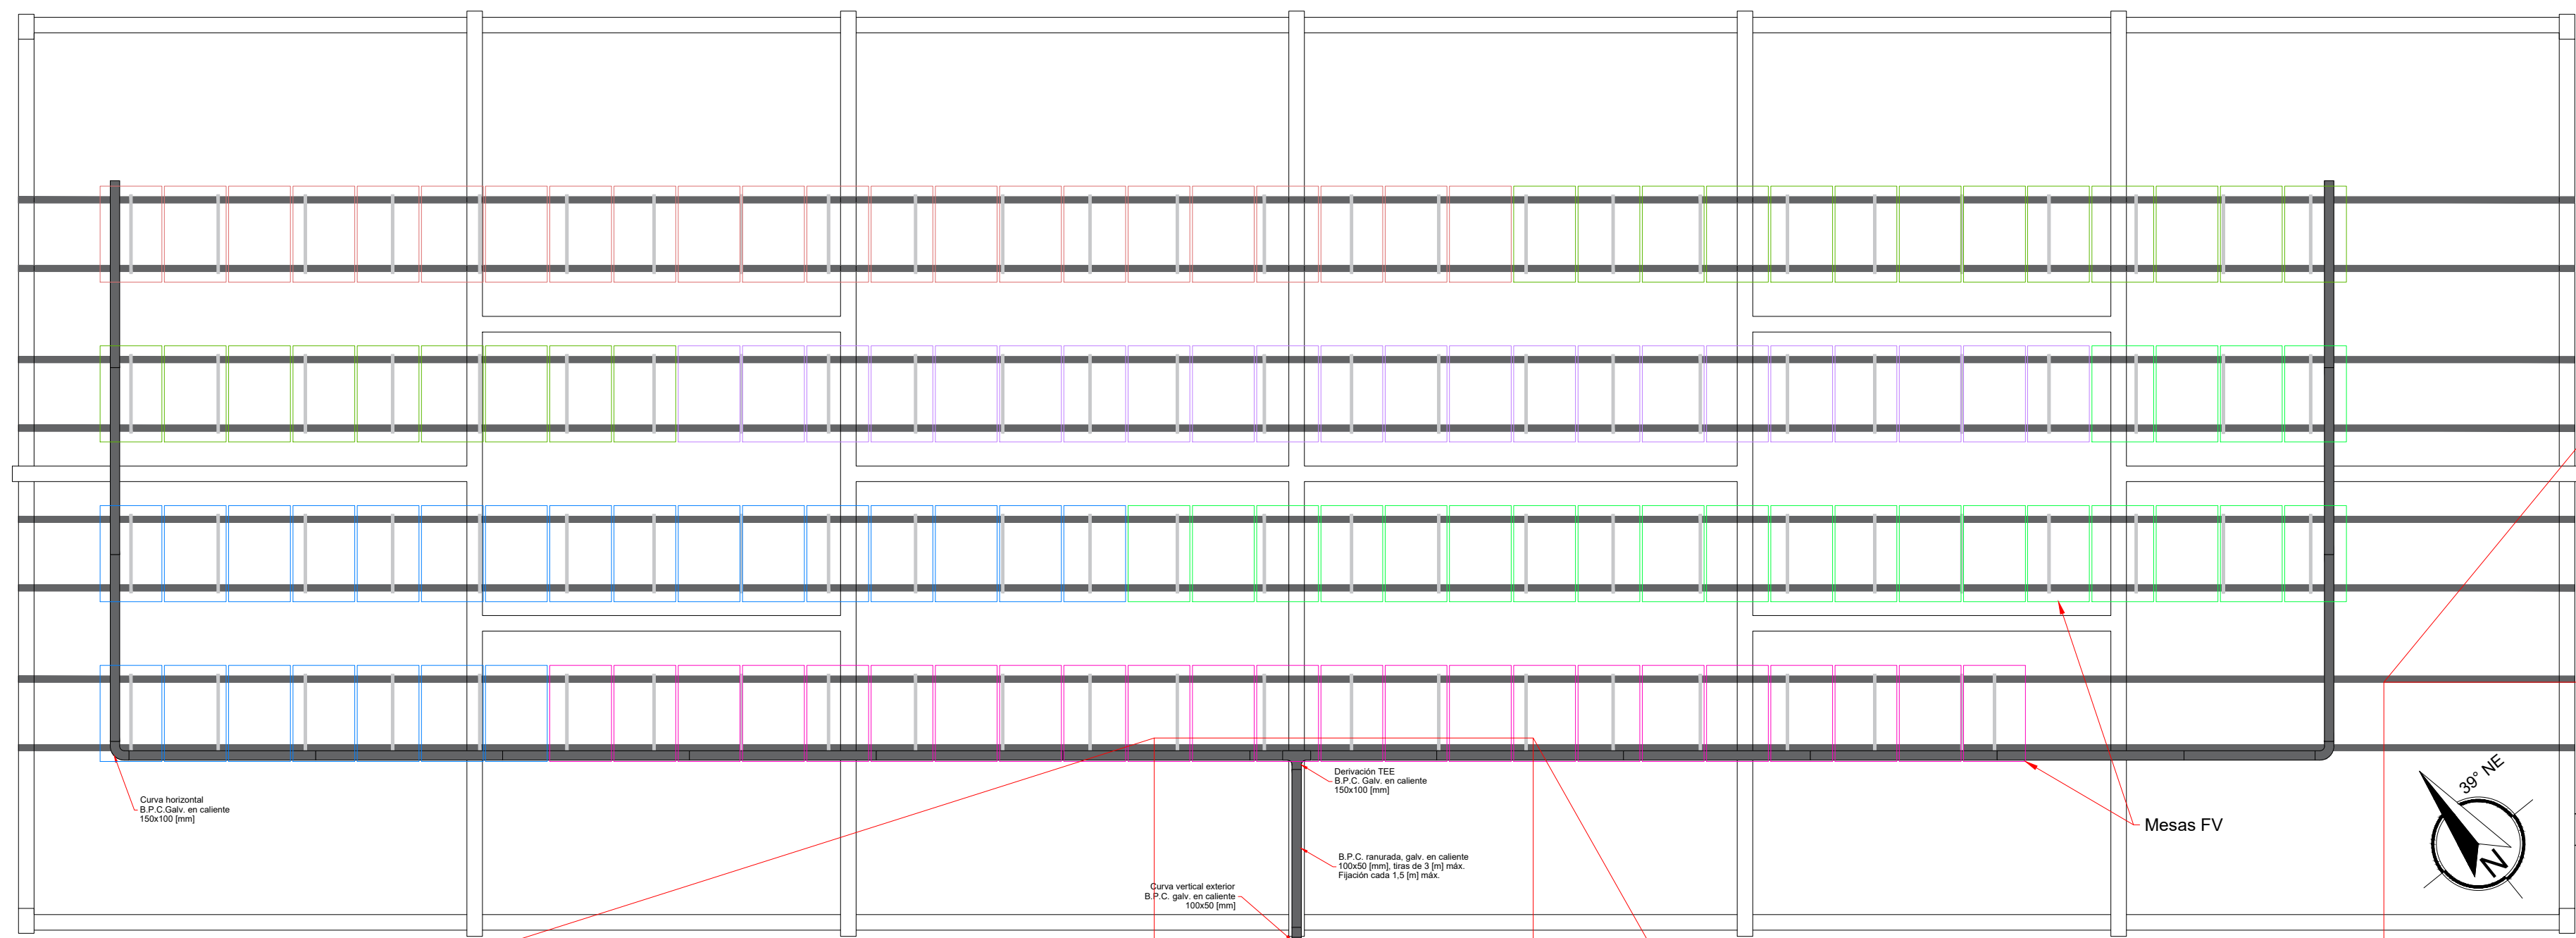 Curva horizontal
B.P.C.Galv. en caliente
150x100 [mm]
Derivación TEE
B.P.C. Galv. en caliente
150x100 [mm]
B.P.C. ranurada, galv. en caliente
100x50 [mm], tiras de 3 [m] máx.
Fijación cada 1,5 [m] máx.
Curva vertical exterior
B.P.C. galv. en caliente
100x50 [mm]
Mesas FV
39° NE
N